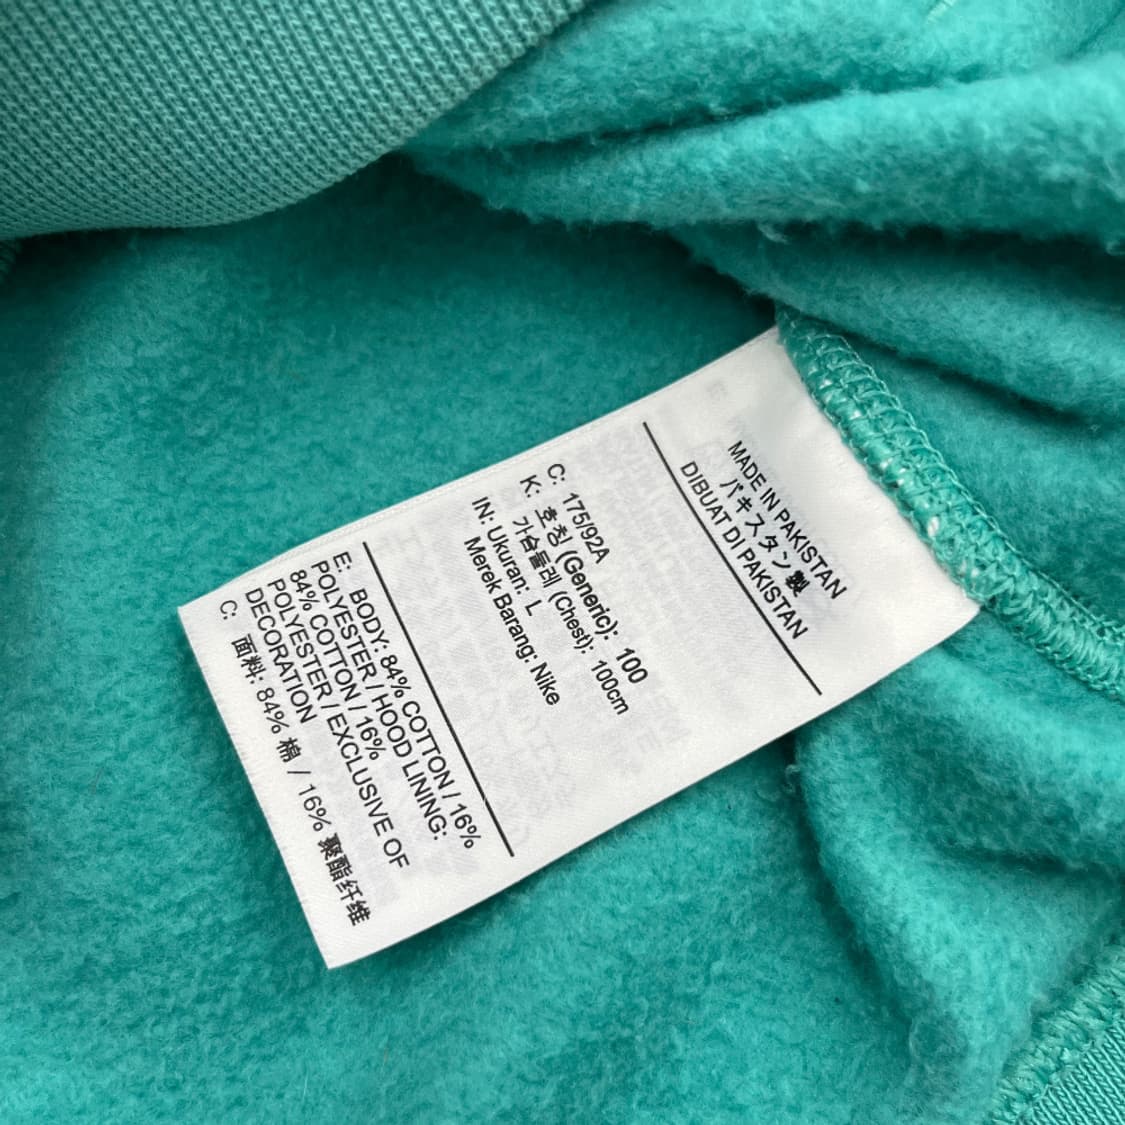 MADE IN PAKISTAN
パキスタン製
DIBUAT DI PAKISTAN
C: 175/92A
K: 호칭 (Generic): 100
가슴둘레 (Chest): 100cm
IN: Ukuran: L
Merek Barang: Nike
E: BODY: 84% COTTON / 16%
POLYESTER / HOOD LINING:
84% COTTON / 16%
POLYESTER / EXCLUSIVE OF
DECORATION
C: 面料: 84% 棉 / 16% 聚酯纤维